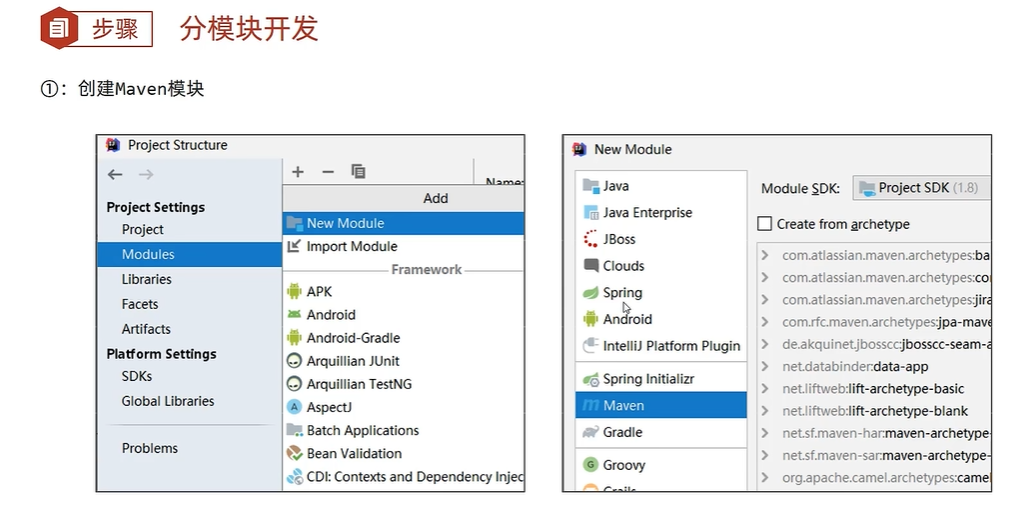 步骤
分模块开发
①：创建Maven模块
Project Structure
Project Settings
Project
Modules
Libraries
Facets
Artifacts
Platform Settings
SDKs
Global Libraries
Problems
Name:
Add
New Module
Import Module
Framework
APK
Android
Android-Gradle
Arquillian JUnit
Arquillian TestNG
AspectJ
Batch Applications
Bean Validation
CDI: Contexts and Dependency Injec
New Module
Java
Java Enterprise
JBoss
Clouds
Spring
Android
IntelliJ Platform Plugin
Spring Initializr
Maven
Gradle
Groovy
Grails
Module SDK: Project SDK (1.8)
Create from archetype
com.atlassian.maven.archetypes:ba
com.atlassian.maven.archetypes:co
com.atlassian.maven.archetypes:jira
com.rfc.maven.archetypes:jpa-mave
de.akquinet.jbosscc:jbosscc-seam-a
net.databinder:data-app
net.liftweb:lift-archetype-basic
net.liftweb:lift-archetype-blank
net.sf.maven-har:maven-archetype-
net.sf.maven-sar:maven-archetype-
org.apache.camel.archetypes:camel